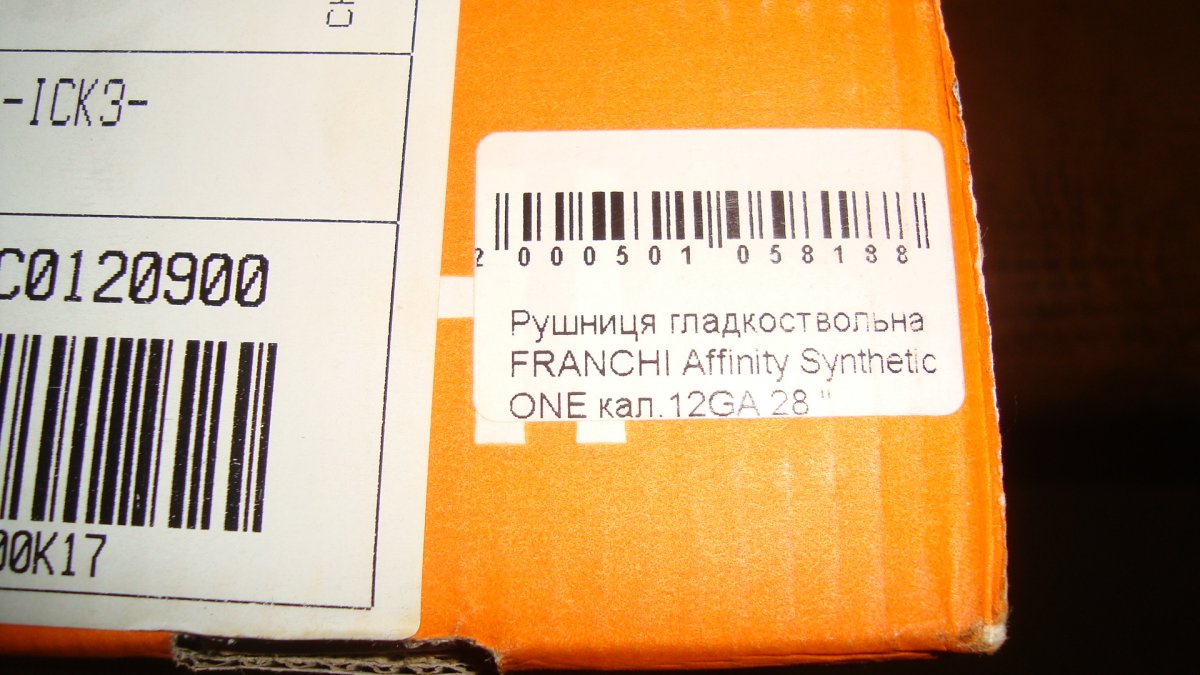 -ICK3-
C0120900
00K17
2 000501 058188
Рушниця гладкоствольна
FRANCHI Affinity Synthetic
ONE кал.12GA 28 "